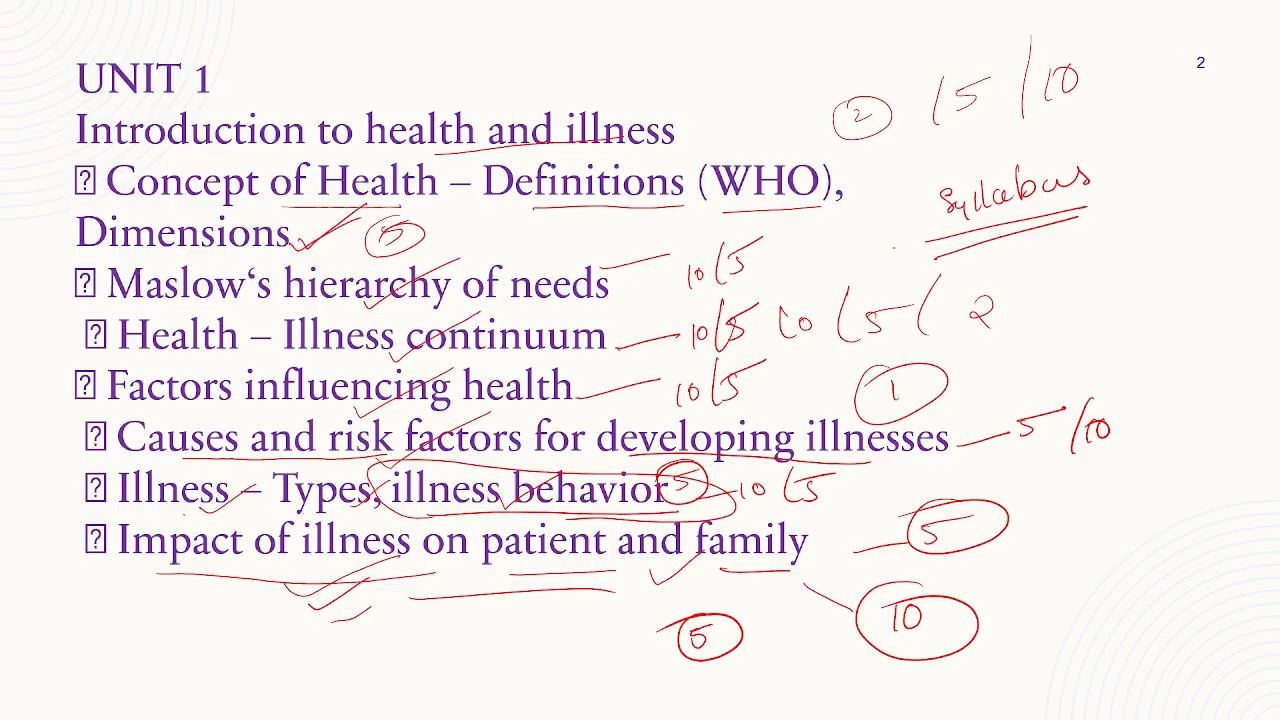 2
UNIT 1
② /5 /10
Introduction to health and illness
⍰ Concept of Health – Definitions (WHO),
Syllabus
Dimensions 5
⍰ Maslow‘s hierarchy of needs 10/5
⍰ Health – Illness continuum 10/5 10/5/2
⍰ Factors influencing health 10/5 1
⍰ Causes and risk factors for developing illnesses 5/10
⍰ Illness – Types, illness behavior 5 10/5
⍰ Impact of illness on patient and family 5
10
5